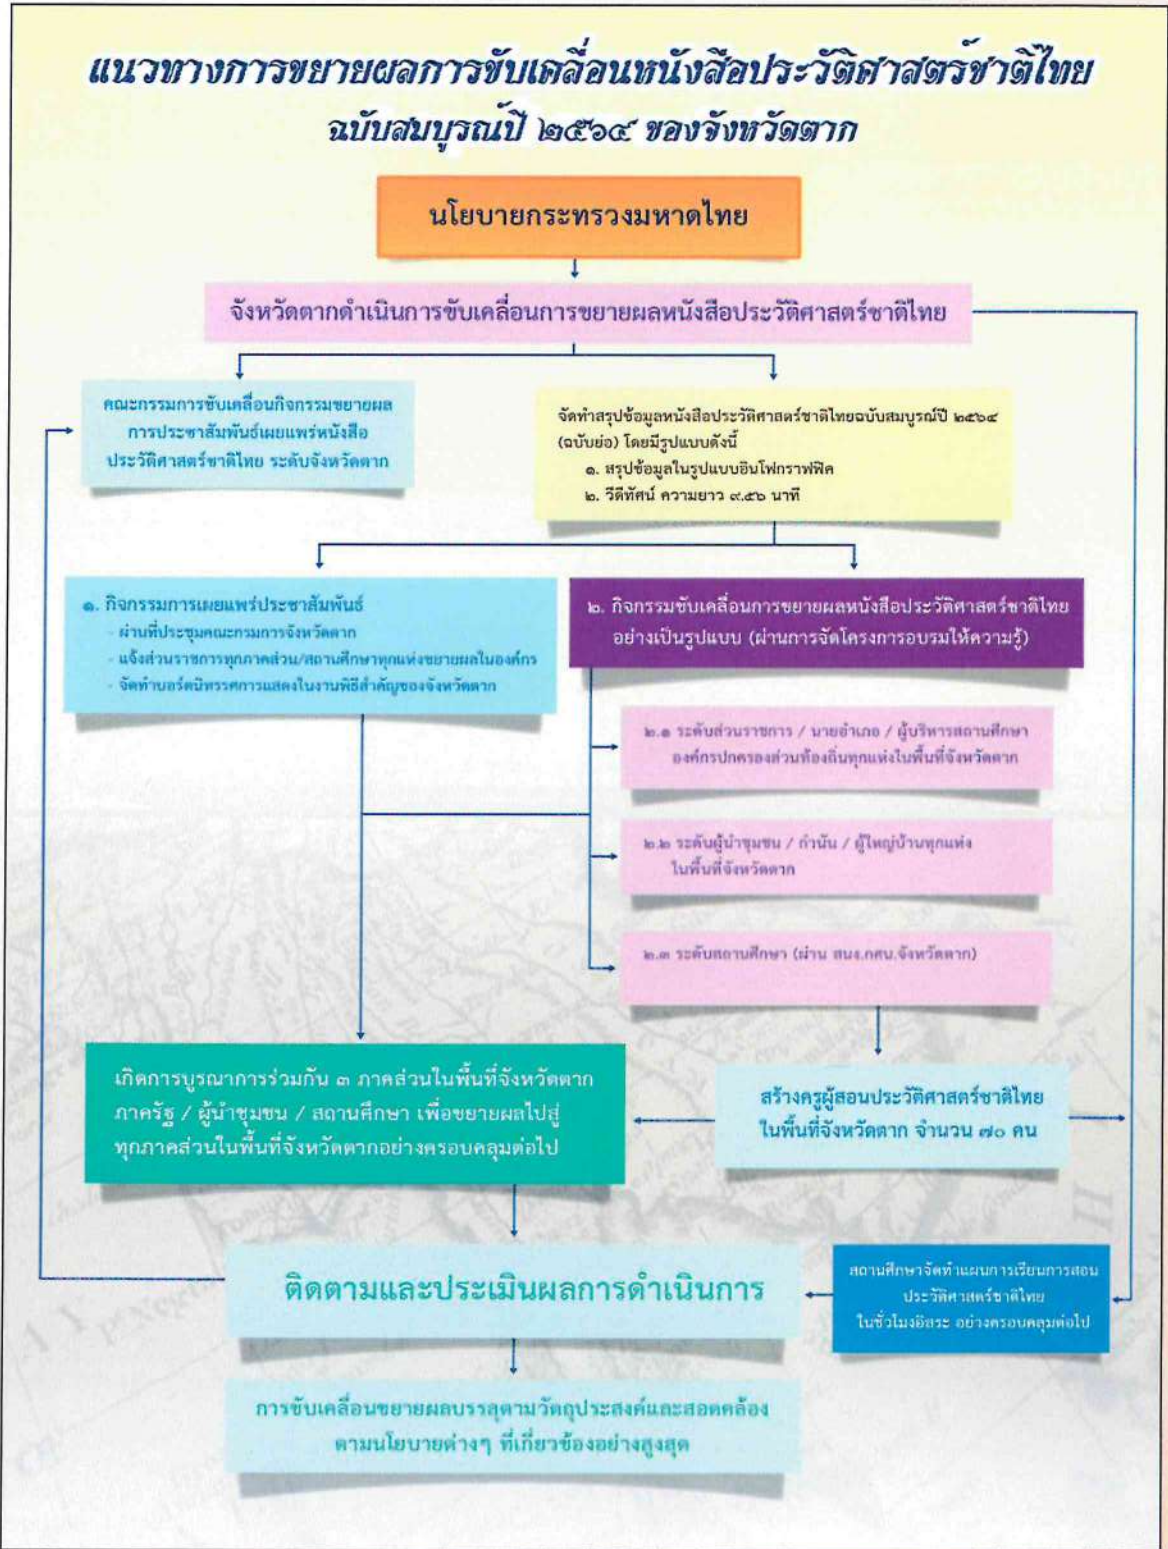 แนวทางการขยายผลการขับเคลื่อนหนังสือประวัติศาสตร์ชาติไทย
ฉบับสมบูรณ์ปี ๒๕๖๔ ของจังหวัดตาก
นโยบายกระทรวงมหาดไทย
จังหวัดตากดำเนินการขับเคลื่อนการขยายผลหนังสือประวัติศาสตร์ชาติไทย
คณะกรรมการขับเคลื่อนกิจกรรมขยายผล
การประชาสัมพันธ์เผยแพร่หนังสือ
ประวัติศาสตร์ชาติไทย ระดับจังหวัดตาก
จัดทำสรุปข้อมูลหนังสือประวัติศาสตร์ชาติไทยฉบับสมบูรณ์ปี ๒๕๖๔
(ฉบับย่อ) โดยมีรูปแบบดังนี้
๑. สรุปข้อมูลในรูปแบบอินโฟกราฟฟิค
๒. วีดีทัศน์ ความยาว ๙.๕๖ นาที
๑. กิจกรรมการเผยแพร่ประชาสัมพันธ์
- ผ่านที่ประชุมคณะกรมการจังหวัดตาก
- แจ้งส่วนราชการทุกภาคส่วน/สถานศึกษาทุกแห่งขยายผลในองค์กร
- จัดทำบอร์ดนิทรรศการแสดงในงานพิธีสำคัญของจังหวัดตาก
๒. กิจกรรมขับเคลื่อนการขยายผลหนังสือประวัติศาสตร์ชาติไทย
อย่างเป็นรูปแบบ (ผ่านการจัดโครงการอบรมให้ความรู้)
๒.๑ ระดับส่วนราชการ / นายอำเภอ / ผู้บริหารสถานศึกษา
องค์กรปกครองส่วนท้องถิ่นทุกแห่งในพื้นที่จังหวัดตาก
๒.๒ ระดับผู้นำชุมชน / กำนัน / ผู้ใหญ่บ้านทุกแห่ง
ในพื้นที่จังหวัดตาก
๒.๓ ระดับสถานศึกษา (ผ่าน สนง.กศน.จังหวัดตาก)
เกิดการบูรณาการร่วมกัน ๓ ภาคส่วนในพื้นที่จังหวัดตาก
ภาครัฐ / ผู้นำชุมชน / สถานศึกษา เพื่อขยายผลไปสู่
ทุกภาคส่วนในพื้นที่จังหวัดตากอย่างครอบคลุมต่อไป
สร้างครูผู้สอนประวัติศาสตร์ชาติไทย
ในพื้นที่จังหวัดตาก จำนวน ๗๐ คน
ติดตามและประเมินผลการดำเนินการ
สถานศึกษาจัดทำแผนการเรียนการสอน
ประวัติศาสตร์ชาติไทย
ในชั่วโมงอิสระ อย่างครอบคลุมต่อไป
การขับเคลื่อนขยายผลบรรลุตามวัตถุประสงค์และสอดคล้อง
ตามนโยบายต่างๆ ที่เกี่ยวข้องอย่างสูงสุด